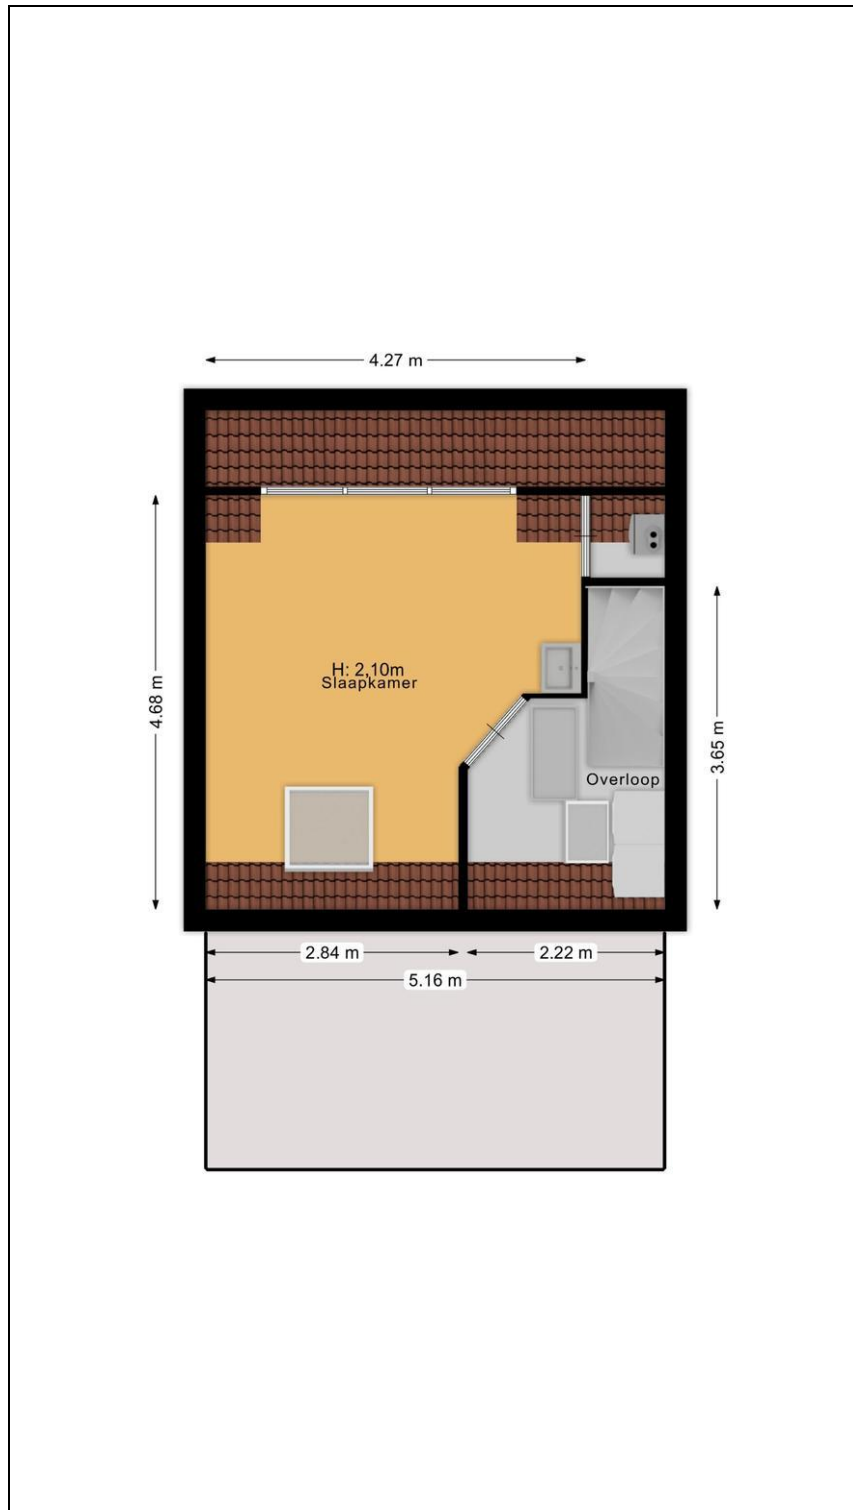 4.27 m
H: 2,10m
Slaapkamer
4.68 m
3.65 m
Overloop
2.84 m
2.22 m
5.16 m